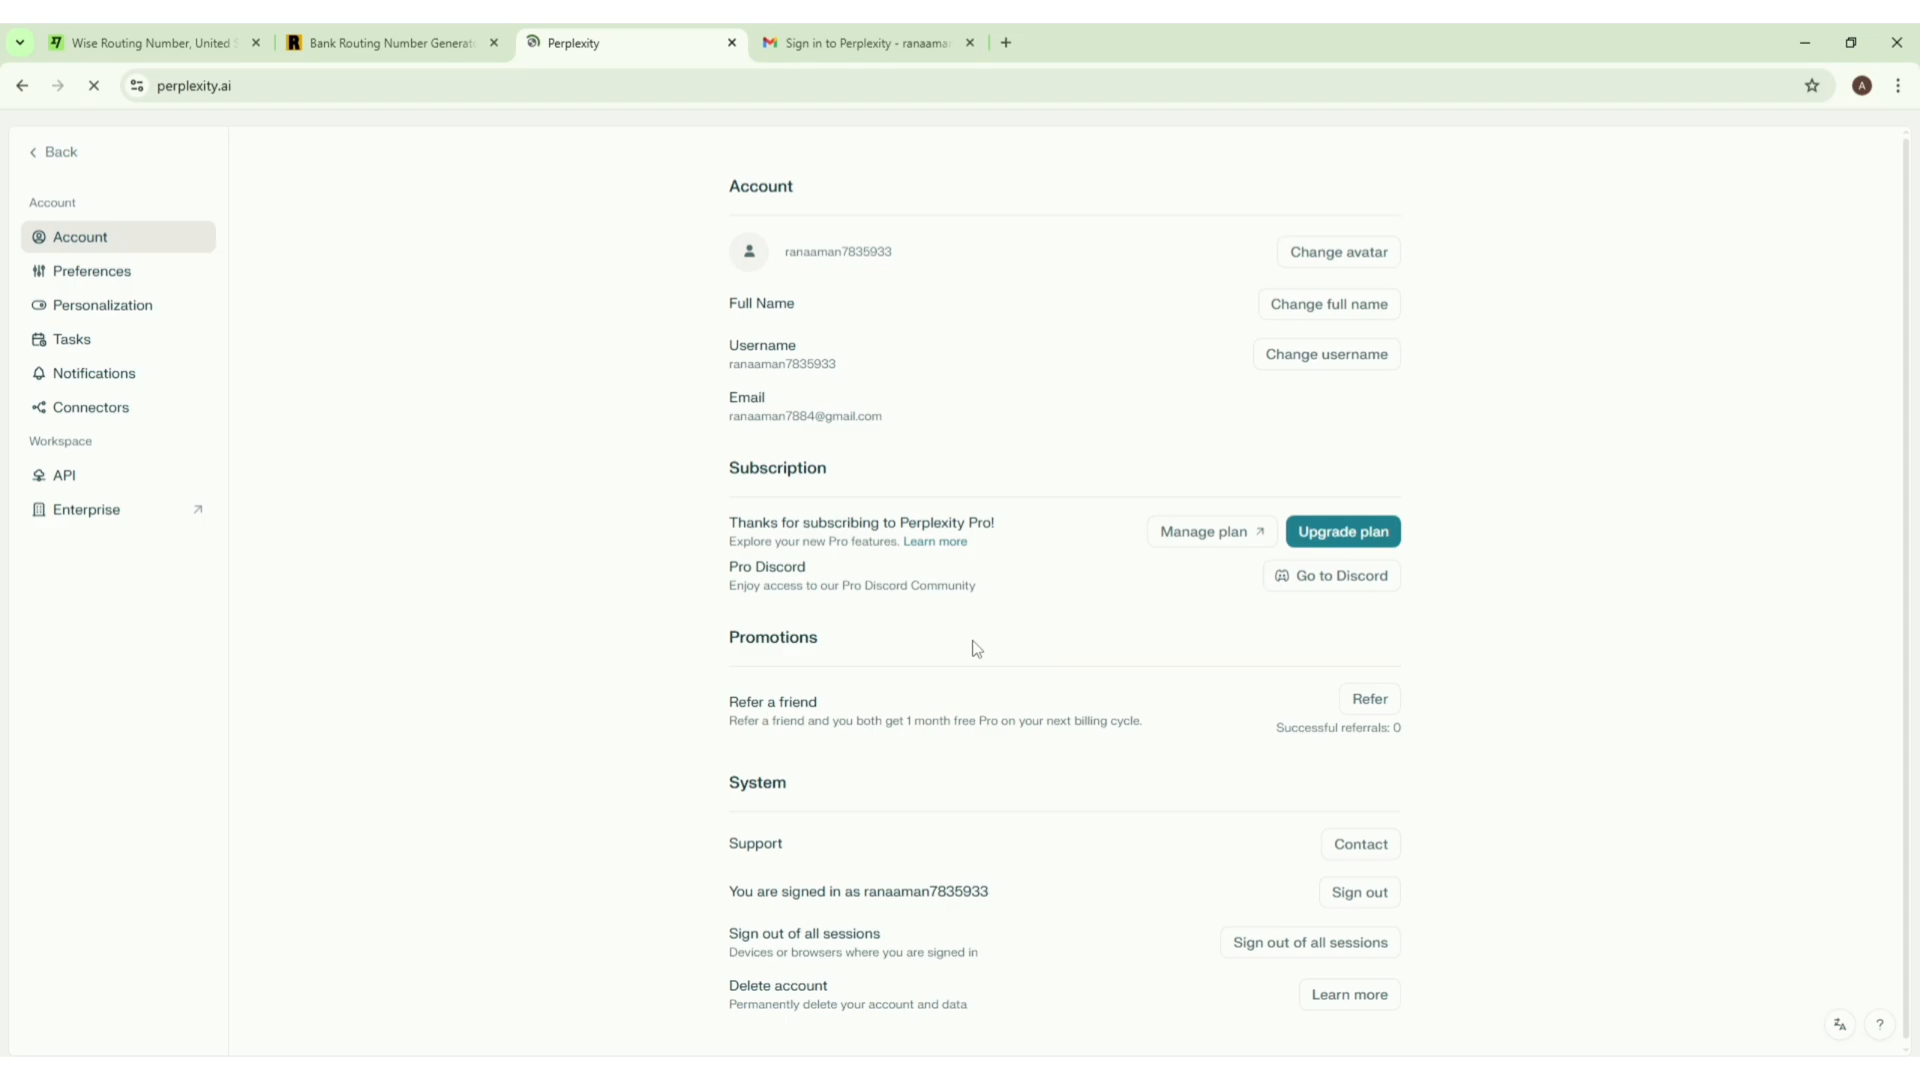 Wise Routing Number, United S
Bank Routing Number Generat
Perplexity
Sign in to Perplexity - ranaaman
perplexity.ai
A
Back
Account
Account
Preferences
Personalization
Tasks
Notifications
Connectors
Workspace
API
Enterprise
Account
ranaaman7835933
Change avatar
Full Name
Change full name
Username
ranaaman7835933
Change username
Email
ranaaman7884@gmail.com
Subscription
Thanks for subscribing to Perplexity Pro!
Explore your new Pro features. Learn more
Manage plan
Upgrade plan
Pro Discord
Enjoy access to our Pro Discord Community
Go to Discord
Promotions
Refer a friend
Refer a friend and you both get 1 month free Pro on your next billing cycle.
Refer
Successful referrals: 0
System
Support
Contact
You are signed in as ranaaman7835933
Sign out
Sign out of all sessions
Devices or browsers where you are signed in
Sign out of all sessions
Delete account
Permanently delete your account and data
Learn more
?